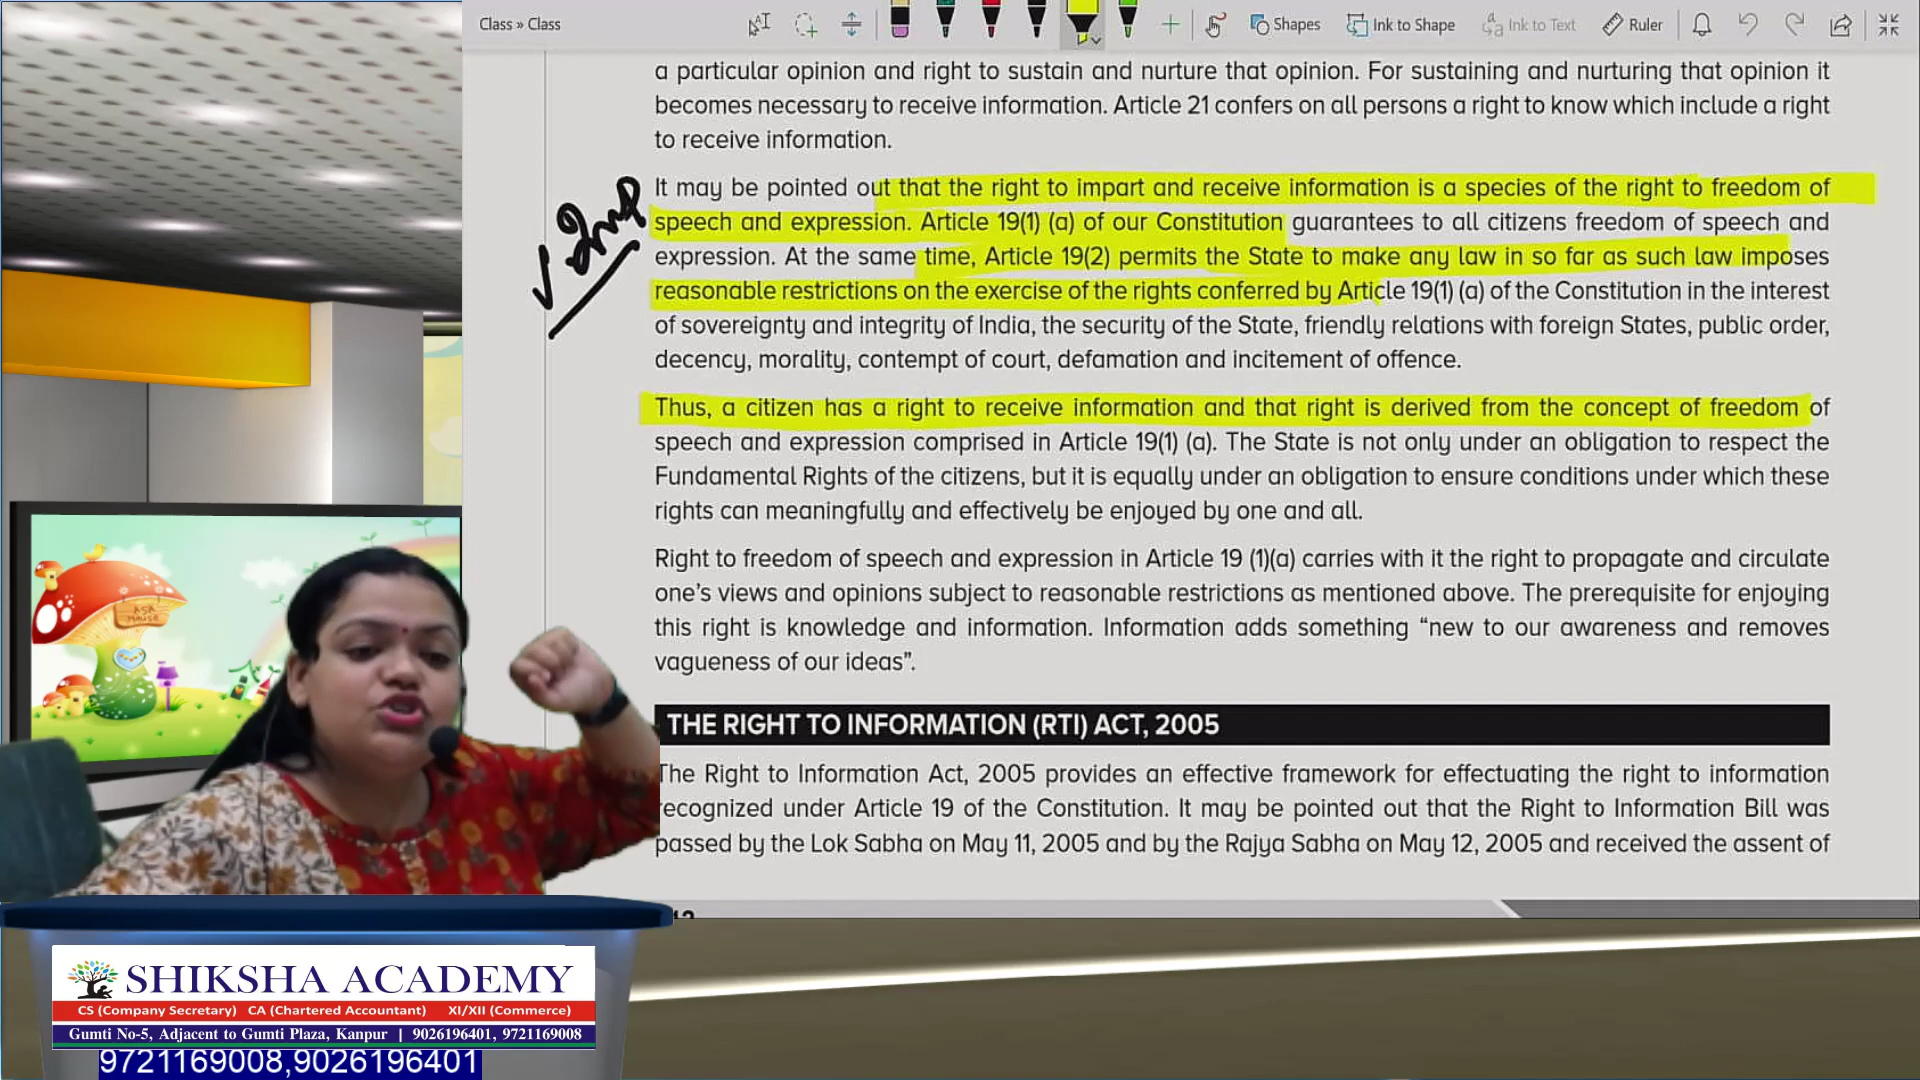 Class » Class
Shapes
Ink to Shape
Ink to Text
Ruler
a particular opinion and right to sustain and nurture that opinion. For sustaining and nurturing that opinion it
becomes necessary to receive information. Article 21 confers on all persons a right to know which include a right
to receive information.
Imp
It may be pointed out that the right to impart and receive information is a species of the right to freedom of
speech and expression. Article 19(1) (a) of our Constitution guarantees to all citizens freedom of speech and
expression. At the same time, Article 19(2) permits the State to make any law in so far as such law imposes
reasonable restrictions on the exercise of the rights conferred by Article 19(1) (a) of the Constitution in the interest
of sovereignty and integrity of India, the security of the State, friendly relations with foreign States, public order,
decency, morality, contempt of court, defamation and incitement of offence.
Thus, a citizen has a right to receive information and that right is derived from the concept of freedom of
speech and expression comprised in Article 19(1) (a). The State is not only under an obligation to respect the
Fundamental Rights of the citizens, but it is equally under an obligation to ensure conditions under which these
rights can meaningfully and effectively be enjoyed by one and all.
Right to freedom of speech and expression in Article 19 (1)(a) carries with it the right to propagate and circulate
one's views and opinions subject to reasonable restrictions as mentioned above. The prerequisite for enjoying
this right is knowledge and information. Information adds something “new to our awareness and removes
vagueness of our ideas”.
THE RIGHT TO INFORMATION (RTI) ACT, 2005
The Right to Information Act, 2005 provides an effective framework for effectuating the right to information
recognized under Article 19 of the Constitution. It may be pointed out that the Right to Information Bill was
passed by the Lok Sabha on May 11, 2005 and by the Rajya Sabha on May 12, 2005 and received the assent of
SHIKSHA ACADEMY
CS (Company Secretary) CA (Chartered Accountant) XI/XII (Commerce)
Gumti No-5, Adjacent to Gumti Plaza, Kanpur | 9026196401, 9721169008
9721169008,9026196401